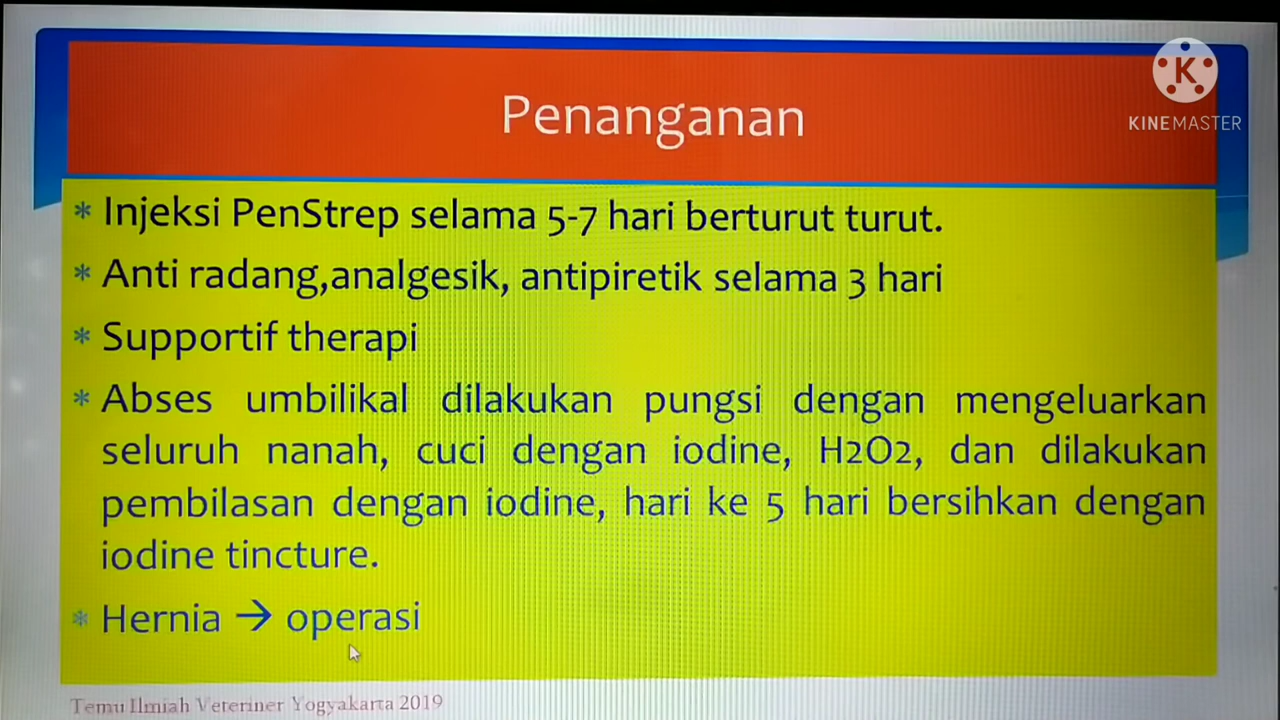 Penanganan
KINEMASTER
* Injeksi PenStrep selama 5-7 hari berturut turut.
* Anti radang,analgesik, antipiretik selama 3 hari
* Supportif therapi
* Abses umbilikal dilakukan pungsi dengan mengeluarkan
seluruh nanah, cuci dengan iodine, H2O2, dan dilakukan
pembilasan dengan iodine, hari ke 5 hari bersihkan dengan
iodine tincture.
* Hernia → operasi
Temu Ilmiah Veteriner Yogyakarta 2019